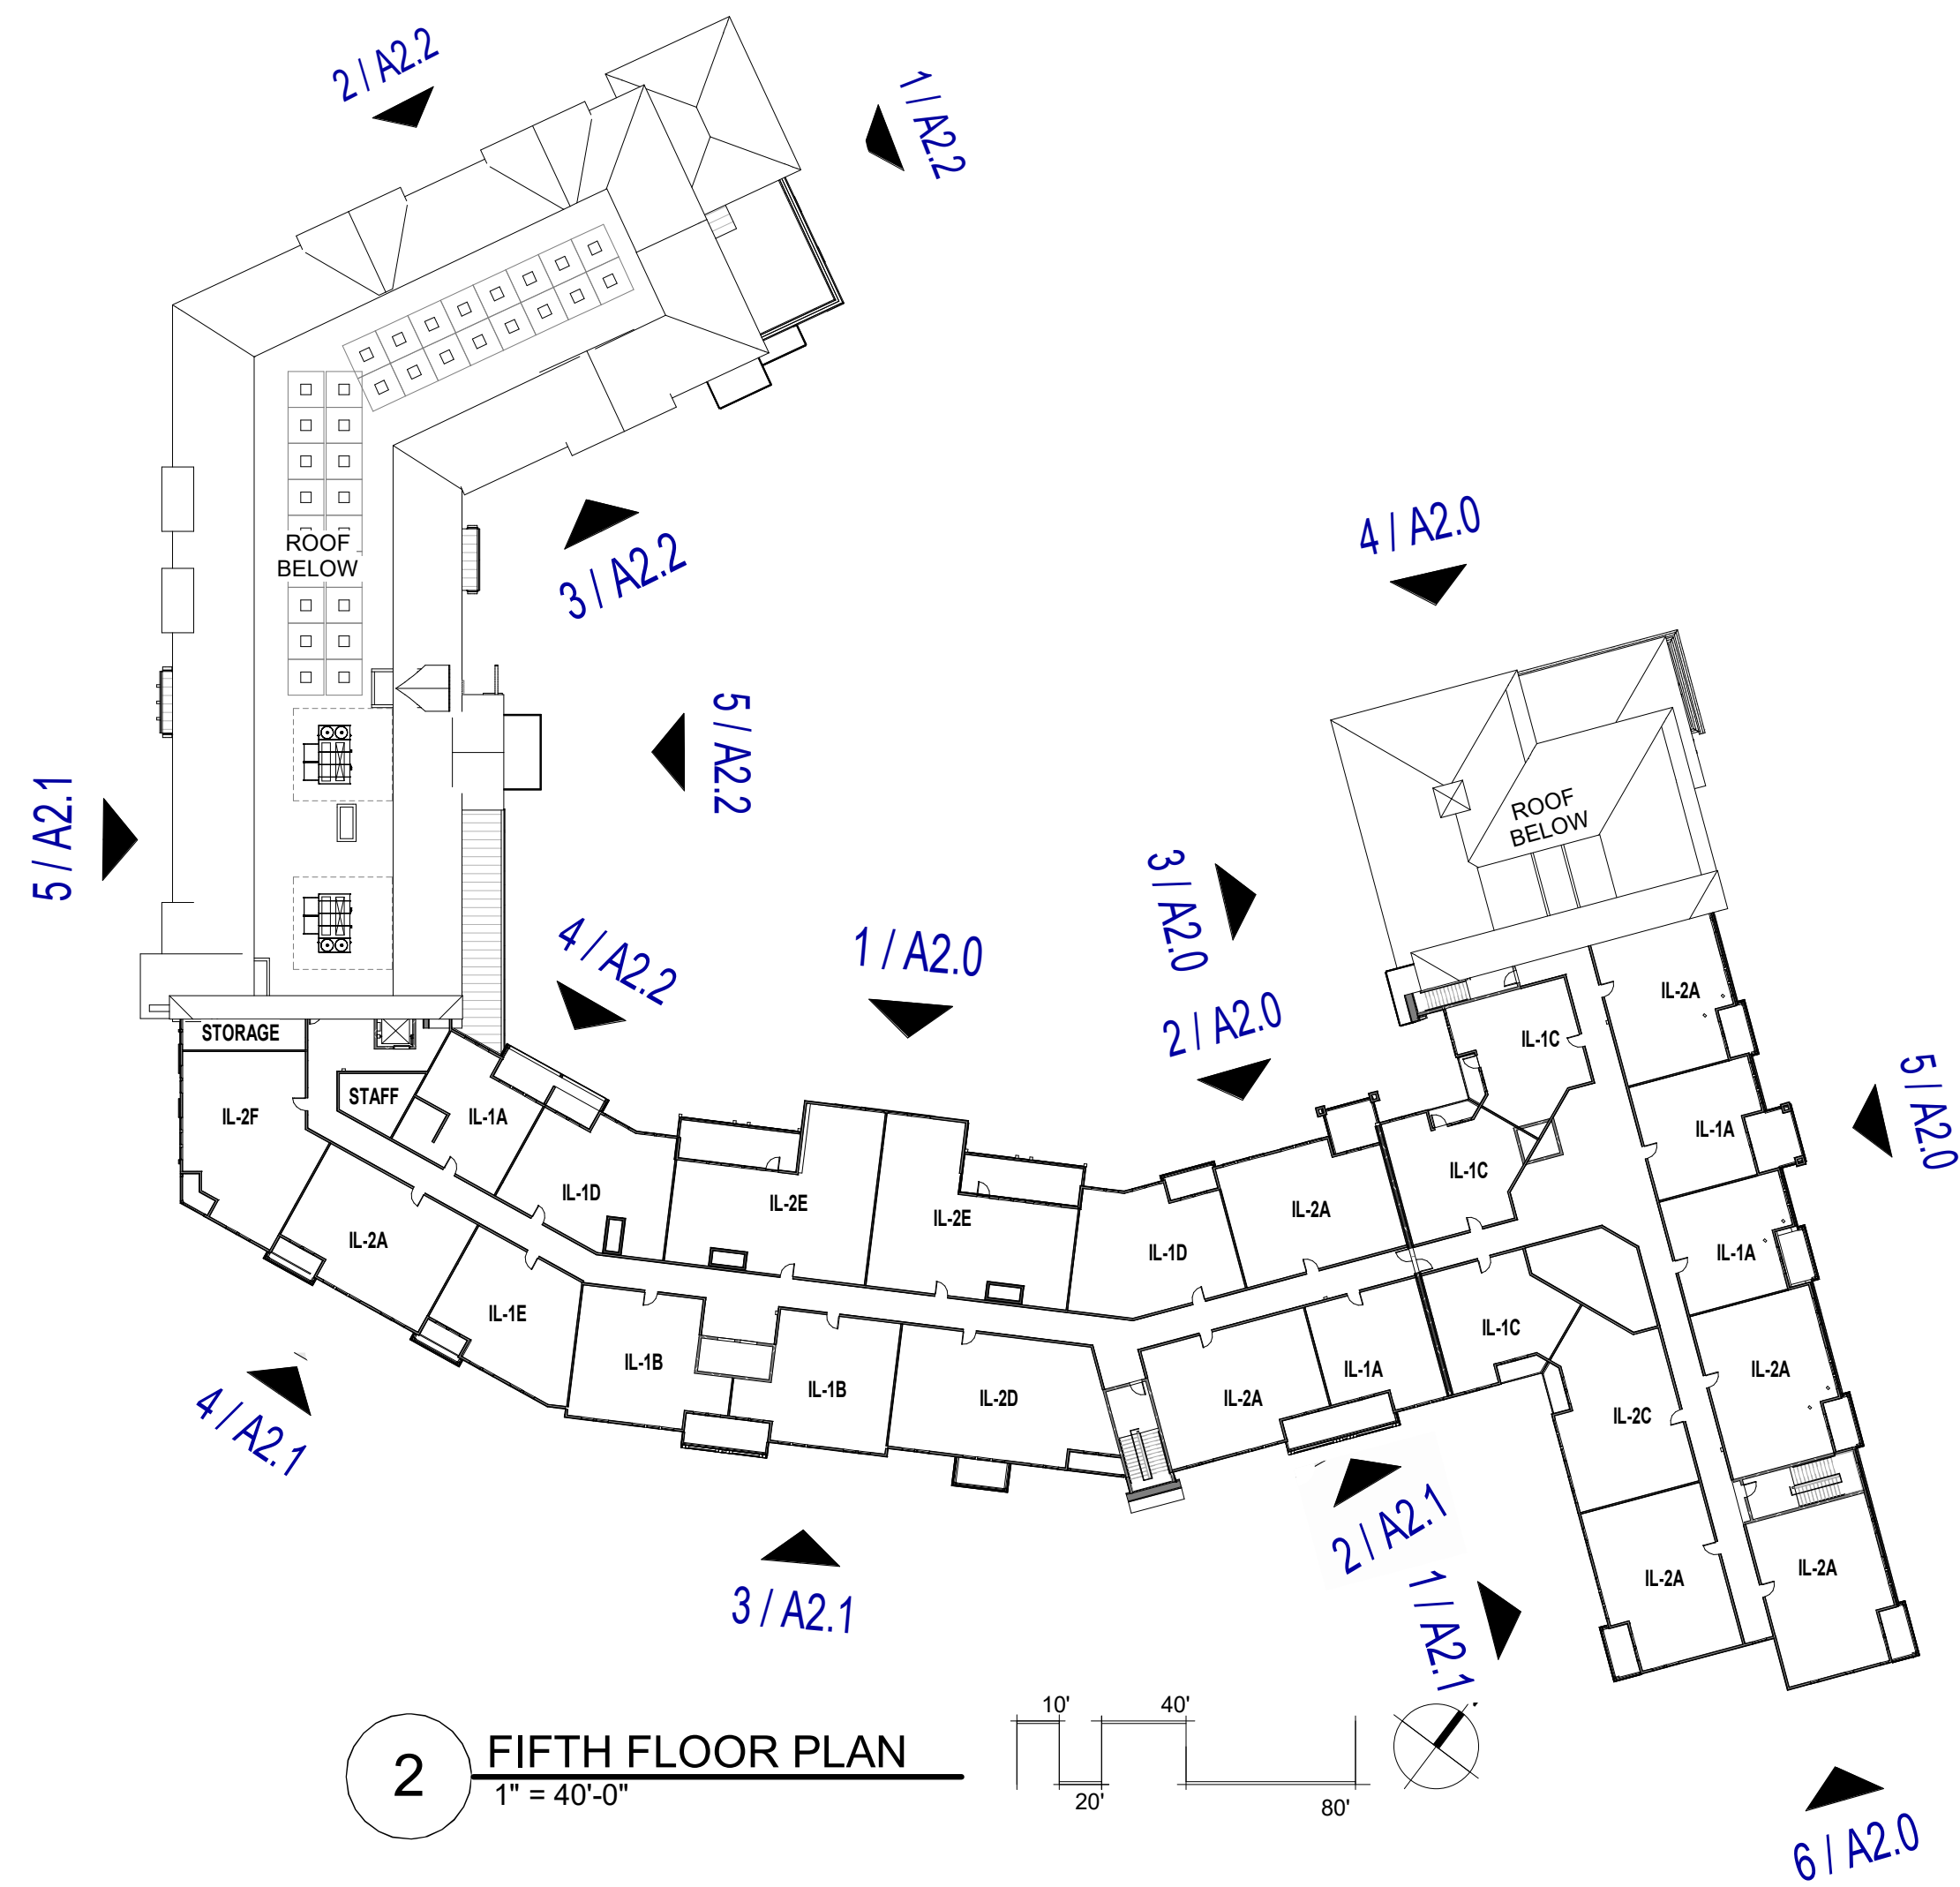 2 / A2.2
1 / A2.2
3 / A2.2
4 / A2.0
ROOF
BELOW
5 / A2.2
5 / A2.1
ROOF
BELOW
3 / A2.0
4 / A2.2
1 / A2.0
2 / A2.0
IL-2A
IL-1C
STORAGE
STAFF
IL-2F
IL-1A
IL-1A
5 / A2.0
IL-1C
IL-1D
IL-2E
IL-2E
IL-2A
IL-2A
IL-1D
IL-1A
IL-1E
IL-1C
IL-1B
IL-1B
IL-2D
IL-2A
IL-1A
IL-2A
IL-2C
4 / A2.1
2 / A2.1
IL-2A
IL-2A
3 / A2.1
1 / A2.1
10'
40'
2
FIFTH FLOOR PLAN
1" = 40'-0"
20'
80'
6 / A2.0